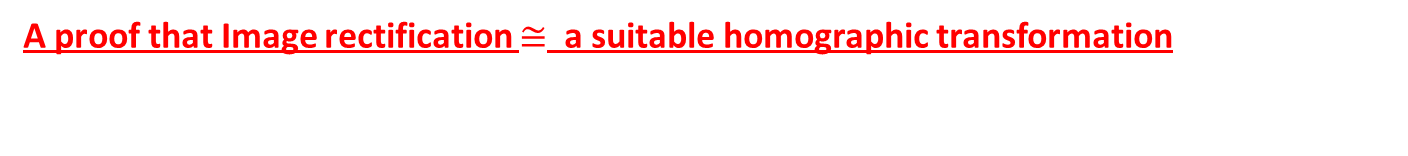 A proof that Image rectification ≅ a suitable homographic transformation